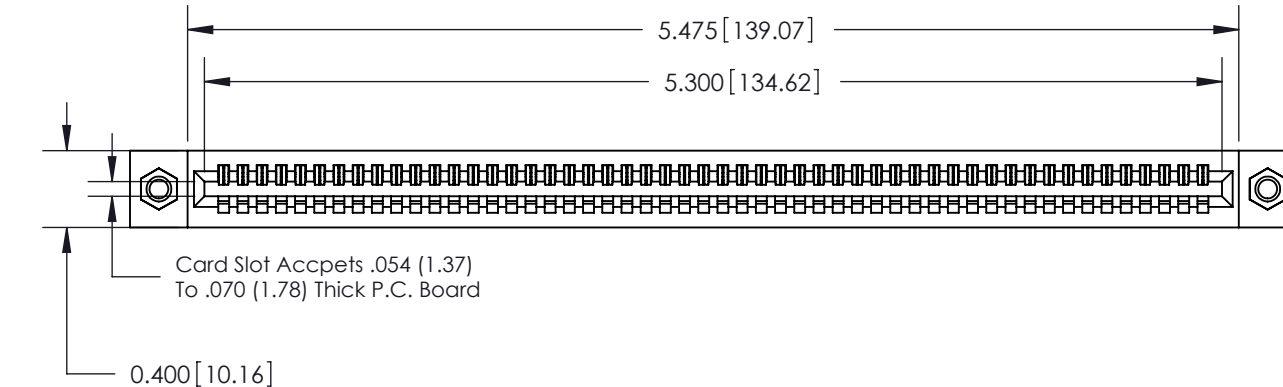 5.475[139.07]
5.300[134.62]
Card Slot Accpets .054 (1.37)
To .070 (1.78) Thick P.C. Board
0.400[10.16]